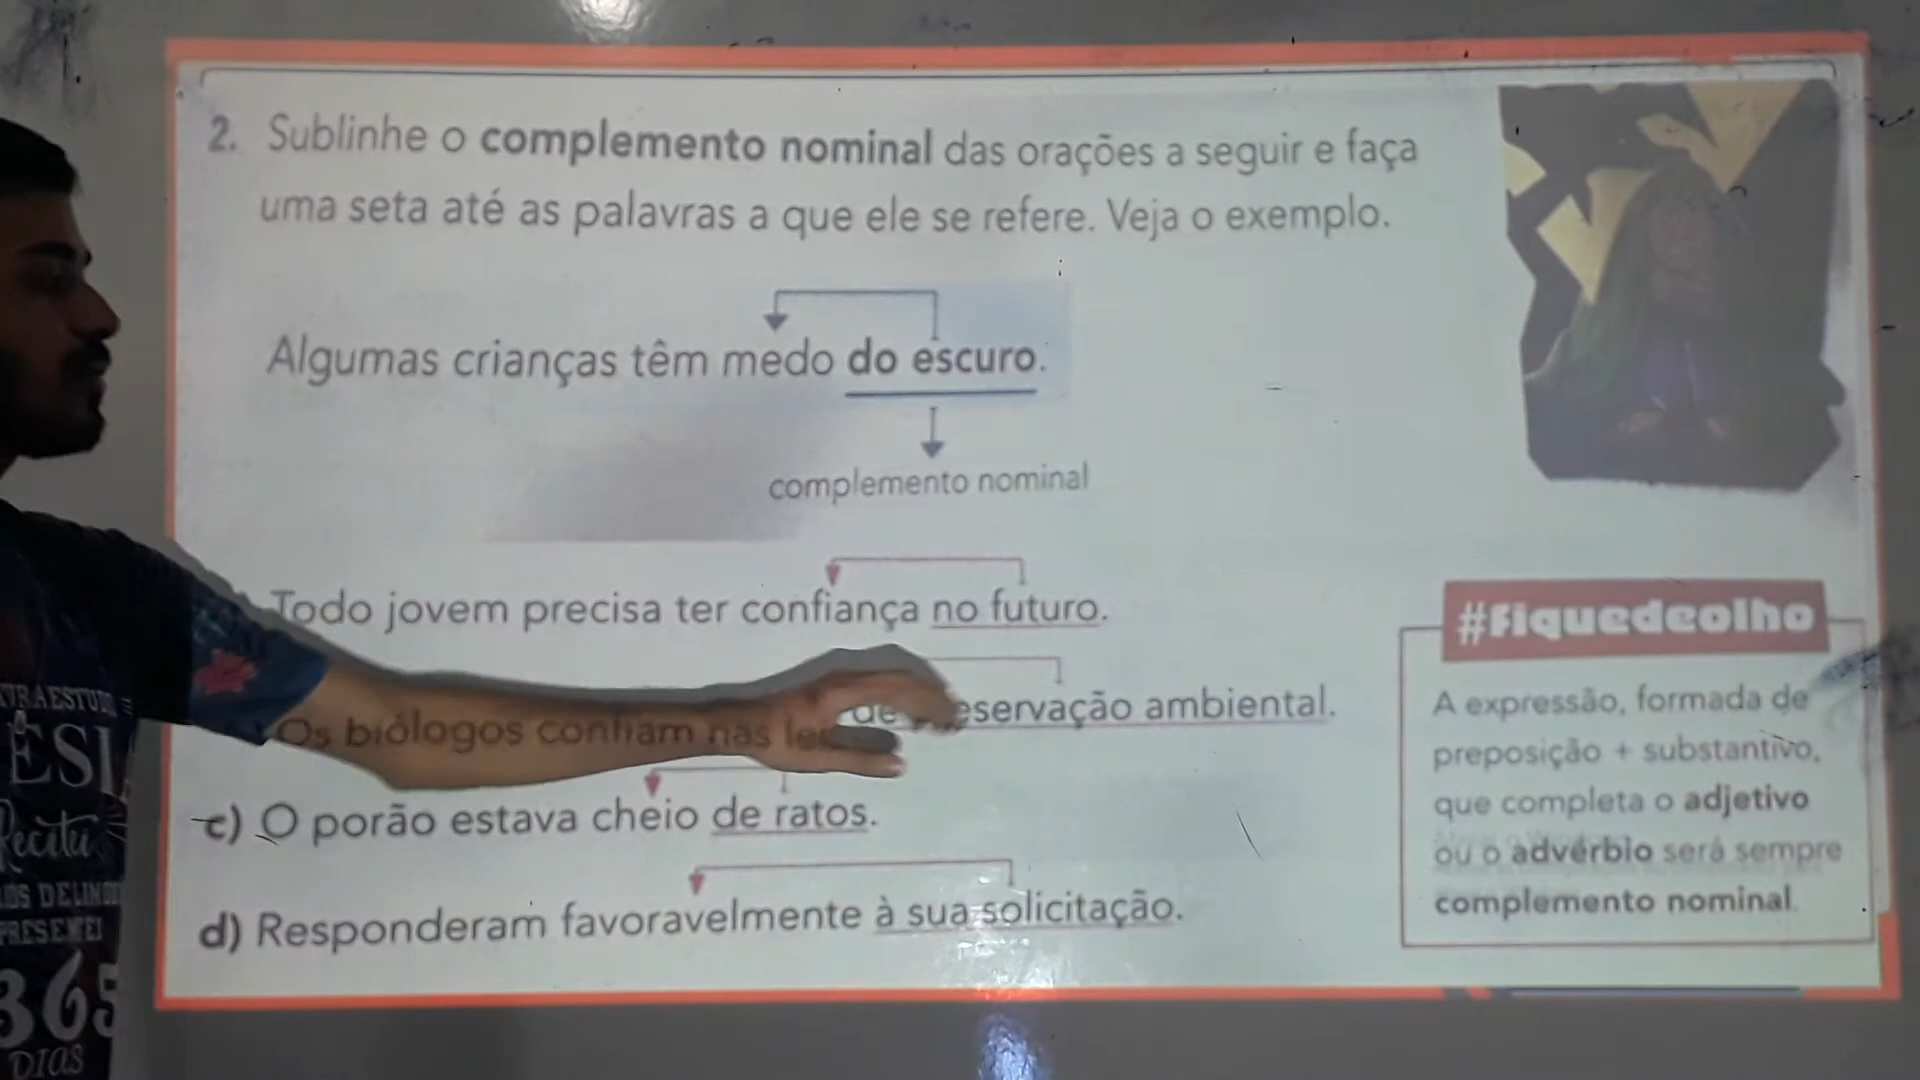 2. Sublinhe o complemento nominal das orações a seguir e faça
uma seta até as palavras a que ele se refere. Veja o exemplo.
Algumas crianças têm medo do escuro.
complemento nominal
Todo jovem precisa ter confiança no futuro.
Os biólogos confiam nas de eservação ambiental.
c) O porão estava cheio de ratos.
d) Responderam favoravelmente à sua solicitação.
#fiquedeolho
A expressão, formada de
preposição + substantivo,
que completa o adjetivo
ou o advérbio será sempre
complemento nominal.
365
DIAS